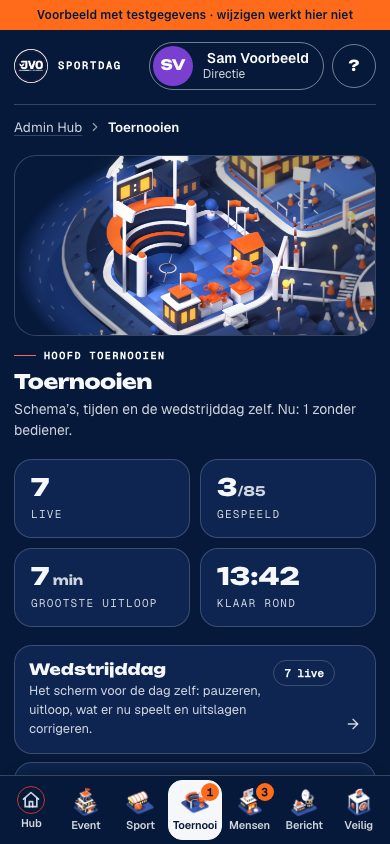 Voorbeeld met testgegevens · wijzigen werkt hier niet
JVO SPORTDAG
SV Sam Voorbeeld
Directie
?
Admin Hub > Toernooien
HOOFD TOERNOOIEN
Toernooien
Schema's, tijden en de wedstrijddag zelf. Nu: 1 zonder
bediener.
7
LIVE
3/85
GESPEELD
7 min
GROOTSTE UITLOOP
13:42
KLAAR ROND
Wedstrijddag
7 live
Het scherm voor de dag zelf: pauzeren,
uitloop, wat er nu speelt en uitslagen
corrigeren.
1 3
Hub Event Sport Toernooi Mensen Bericht Veilig